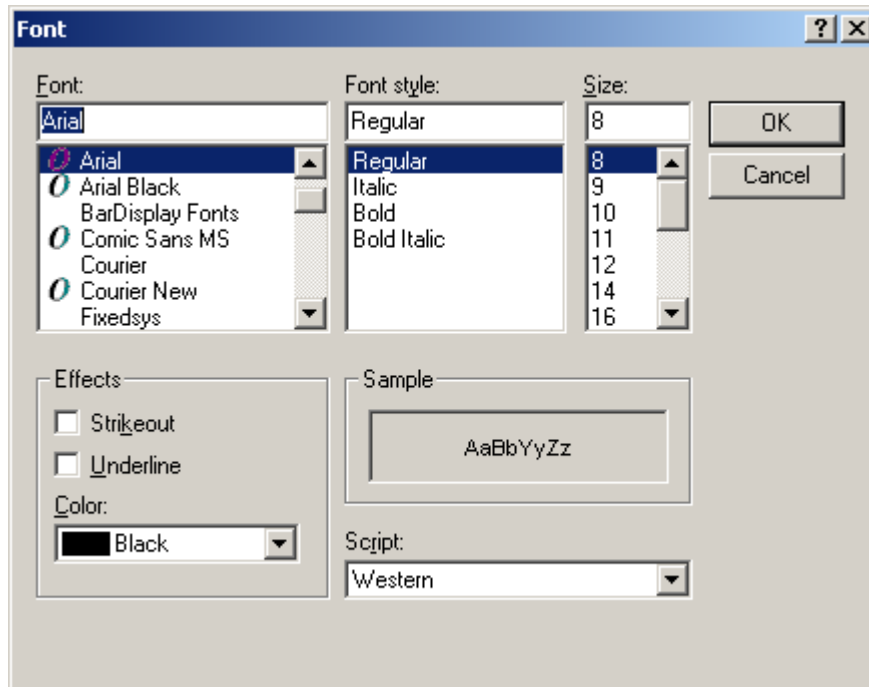 Font
Font:
Arial
Arial
Arial Black
BarDisplay Fonts
Comic Sans MS
Courier
Courier New
Fixedsys
Font style:
Regular
Regular
Italic
Bold
Bold Italic
Size:
8
8
9
10
11
12
14
16
OK
Cancel
Effects
Strikeout
Underline
Color:
Black
Sample
AaBbYyZz
Script:
Western